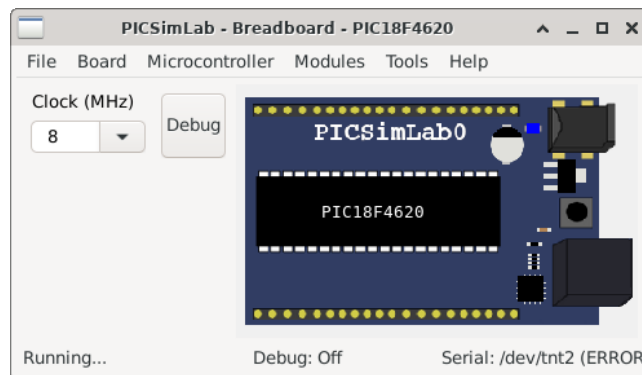 PICSimLab - Breadboard - PIC18F4620
File Board Microcontroller Modules Tools Help
Clock (MHz)
8
Debug
PICSimLab0
PIC18F4620
Running... Debug: Off Serial: /dev/tnt2 (ERROR